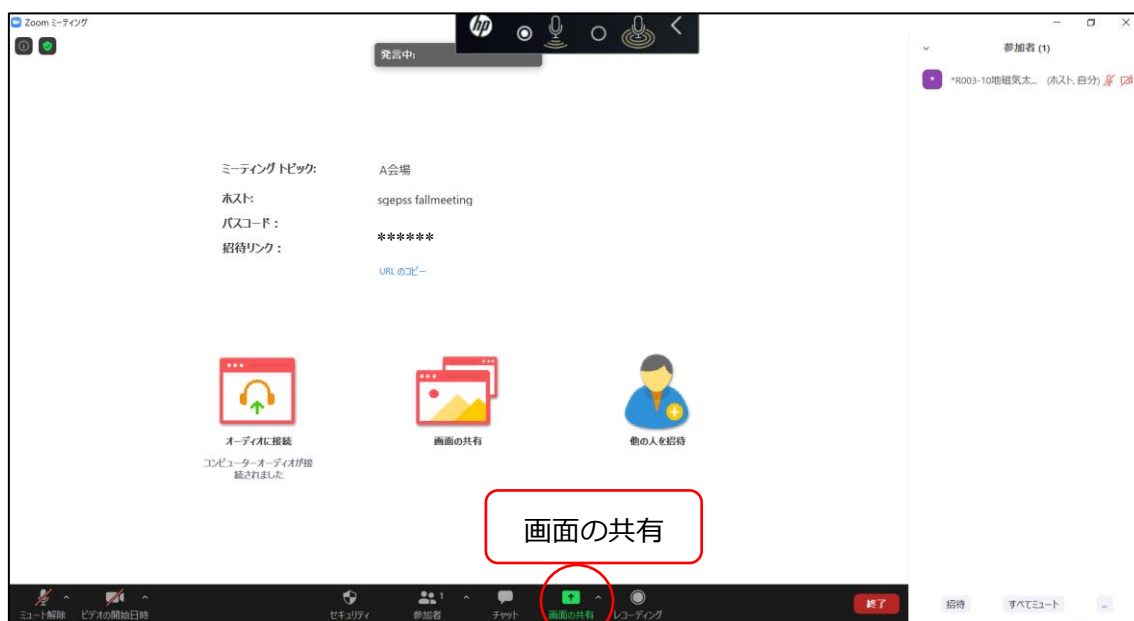 Zoom ミーティング
hp
発言中:
参加者 (1)
* *R003-10地磁気太... (ホスト, 自分)
ミーティング トピック: A会場
ホスト: sgepss fallmeeting
パスコード：
******
招待リンク：
URL のコピー
オーディオに接続
コンピューターオーディオが接
続されました
画面の共有
他の人を招待
画面の共有
ミュート解除
ビデオの開始日時
セキュリティ
参加者 1
チャット
画面の共有
レコーディング
終了
招待
すべてミュート
...